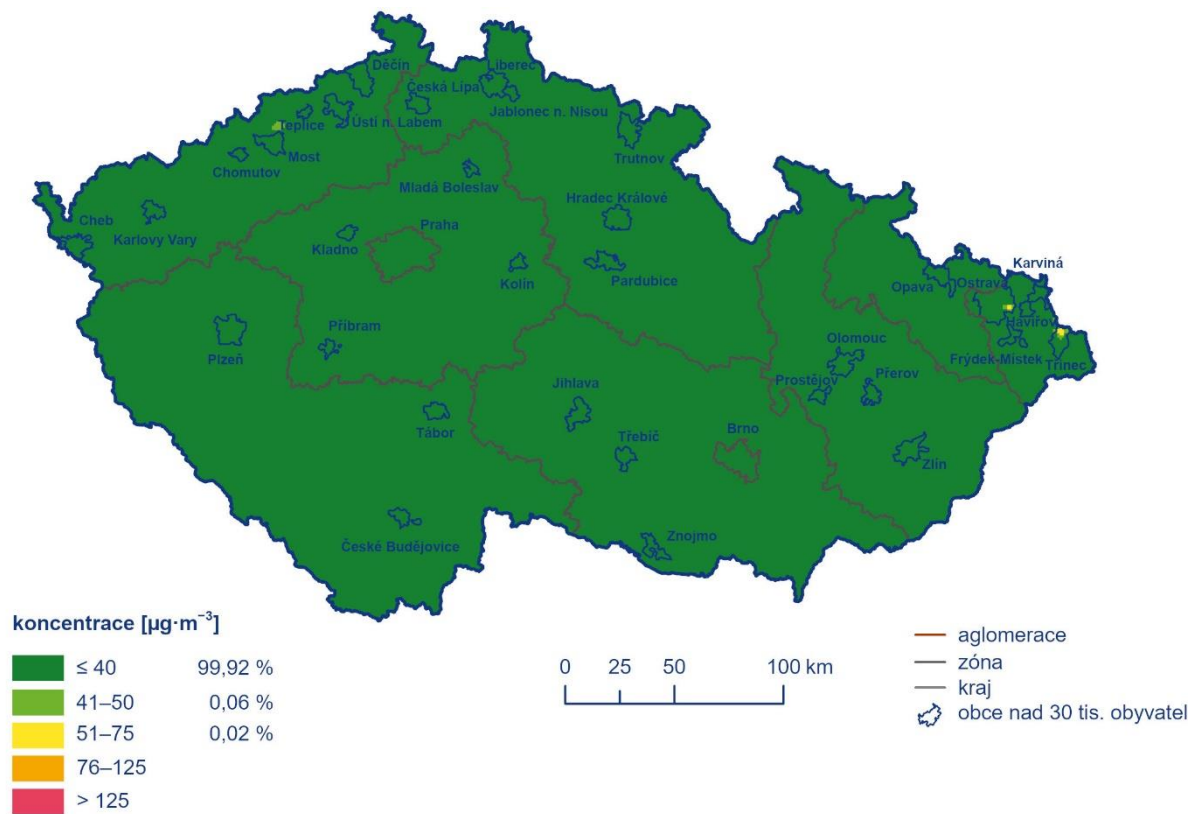 Děčín
Liberec
Česká Lípa
Jablonec n. Nisou
Teplice
Ústí n. Labem
Most
Chomutov
Trutnov
Mladá Boleslav
Hradec Králové
Cheb
Karlovy Vary
Kladno
Praha
Kolín
Pardubice
Karviná
Opava
Ostrava
Havířov
Plzeň
Příbram
Olomouc
Frýdek-Místek
Třinec
Prostějov
Přerov
Jihlava
Tábor
Třebíč
Brno
Zlín
České Budějovice
Znojmo
koncentrace [µg·m⁻³]
≤ 40 99,92 %
41–50 0,06 %
51–75 0,02 %
76–125
> 125
0 25 50 100 km
aglomerace
zóna
kraj
obce nad 30 tis. obyvatel